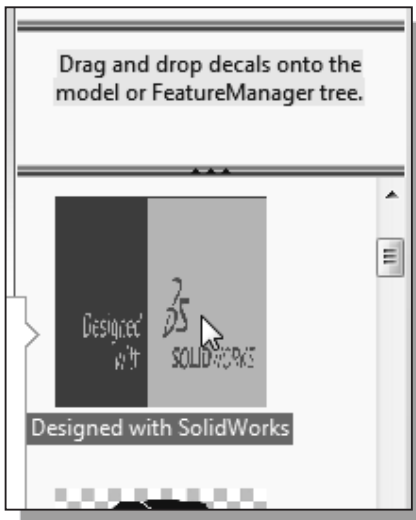 Drag and drop decals onto the
model or FeatureManager tree.
Designed
with
SOLIDWORKS
Designed with SolidWorks